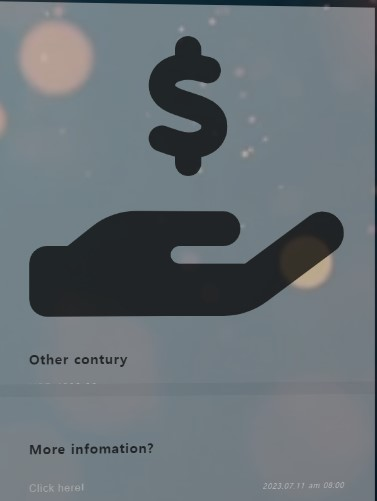 Other contury
More infomation?
Click here!
2023.07.11 am 08:00